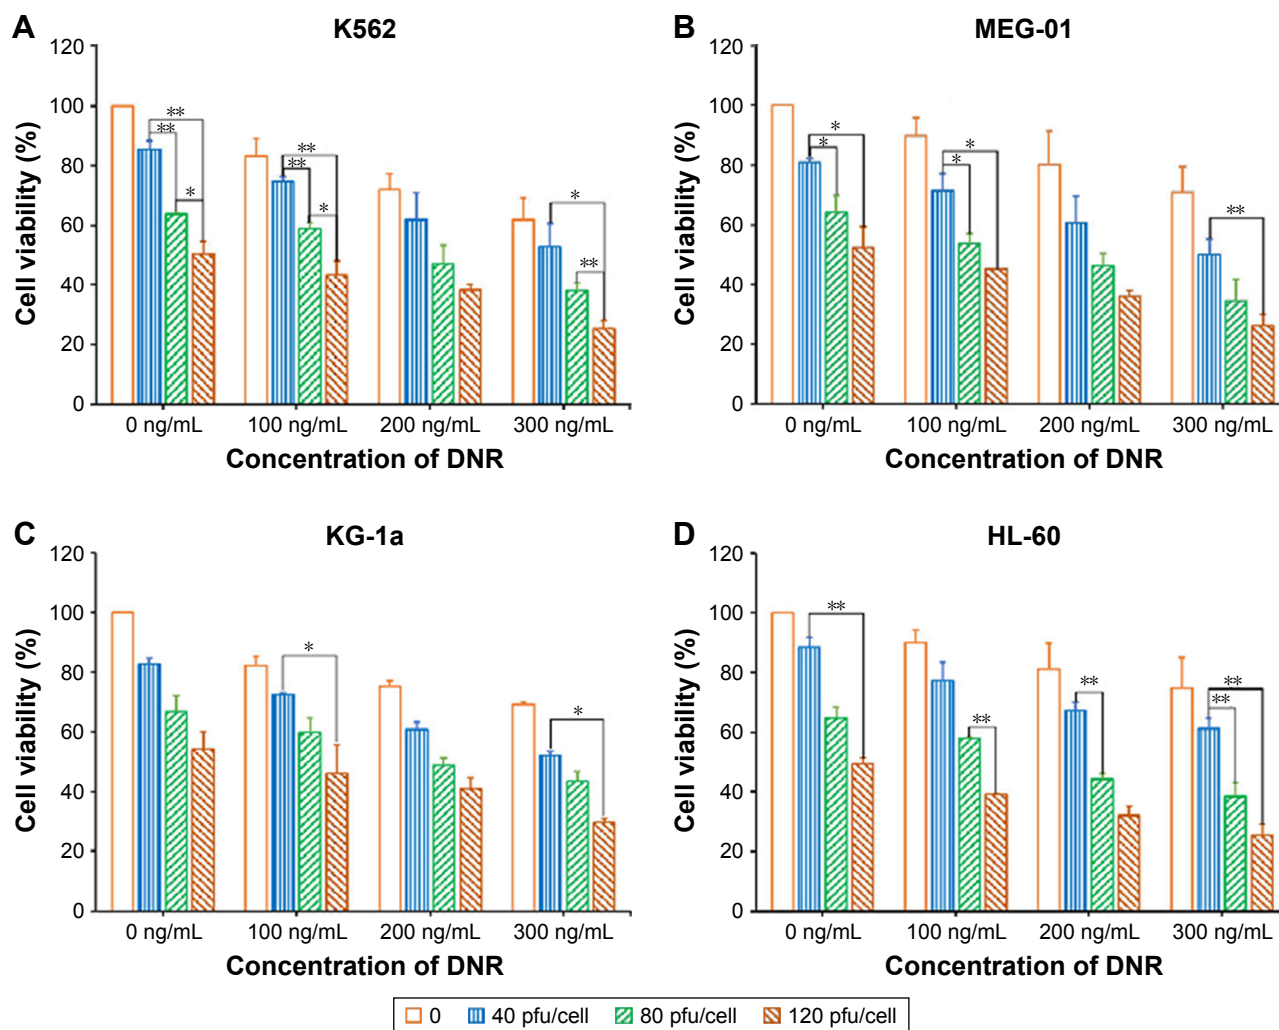 A K562
Cell viability (%)
120
100
80
60
40
20
0
** ** * ** ** * * **
0 ng/mL 100 ng/mL 200 ng/mL 300 ng/mL
Concentration of DNR
B MEG-01
Cell viability (%)
120
100
80
60
40
20
0
* * * * **
0 ng/mL 100 ng/mL 200 ng/mL 300 ng/mL
Concentration of DNR
C KG-1a
Cell viability (%)
120
100
80
60
40
20
0
* *
0 ng/mL 100 ng/mL 200 ng/mL 300 ng/mL
Concentration of DNR
D HL-60
Cell viability (%)
120
100
80
60
40
20
0
** ** ** ** **
0 ng/mL 100 ng/mL 200 ng/mL 300 ng/mL
Concentration of DNR
0 40 pfu/cell 80 pfu/cell 120 pfu/cell